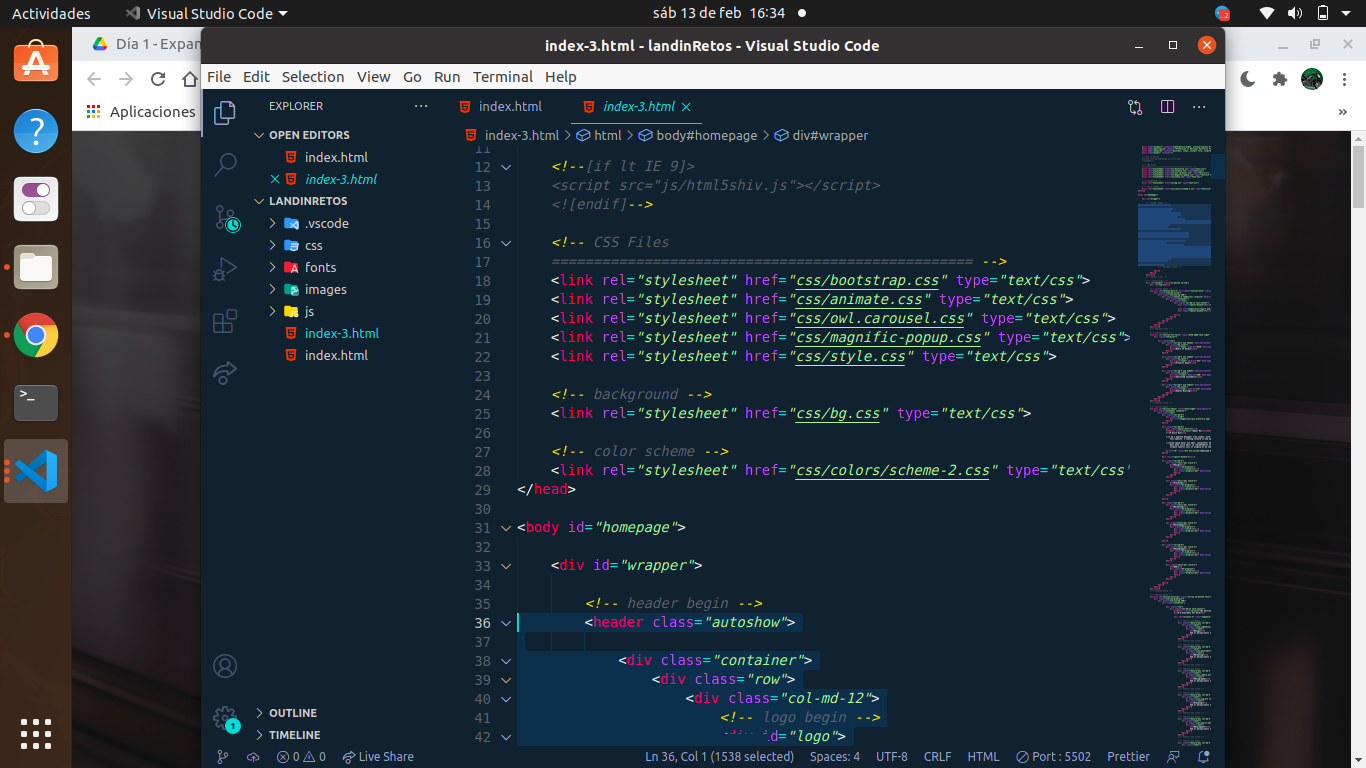 Actividades
Visual Studio Code
sáb 13 de feb 16:34
2
Día 1 - Expan
Aplicaciones
»
index-3.html - landinRetos - Visual Studio Code
File Edit Selection View Go Run Terminal Help
EXPLORER
OPEN EDITORS
index.html
index-3.html
LANDINRETOS
.vscode
css
fonts
images
js
index-3.html
index.html
OUTLINE
TIMELINE
1
index.html
index-3.html
index-3.html > html > body#homepage > div#wrapper
11
12 <!--[if lt IE 9]>
13 <script src="js/html5shiv.js"></script>
14 <![endif]-->
15
16 <!-- CSS Files
17 ================================================== -->
18 <link rel="stylesheet" href="css/bootstrap.css" type="text/css">
19 <link rel="stylesheet" href="css/animate.css" type="text/css">
20 <link rel="stylesheet" href="css/owl.carousel.css" type="text/css">
21 <link rel="stylesheet" href="css/magnific-popup.css" type="text/css">
22 <link rel="stylesheet" href="css/style.css" type="text/css">
23
24 <!-- background -->
25 <link rel="stylesheet" href="css/bg.css" type="text/css">
26
27 <!-- color scheme -->
28 <link rel="stylesheet" href="css/colors/scheme-2.css" type="text/css"
29 </head>
30
31 <body id="homepage">
32
33 <div id="wrapper">
34
35 <!-- header begin -->
36 <header class="autoshow">
37
38 <div class="container">
39 <div class="row">
40 <div class="col-md-12">
41 <!-- logo begin -->
42 <div id="logo">
0 0 Live Share Ln 36, Col 1 (1538 selected) Spaces: 4 UTF-8 CRLF HTML Port : 5502 Prettier